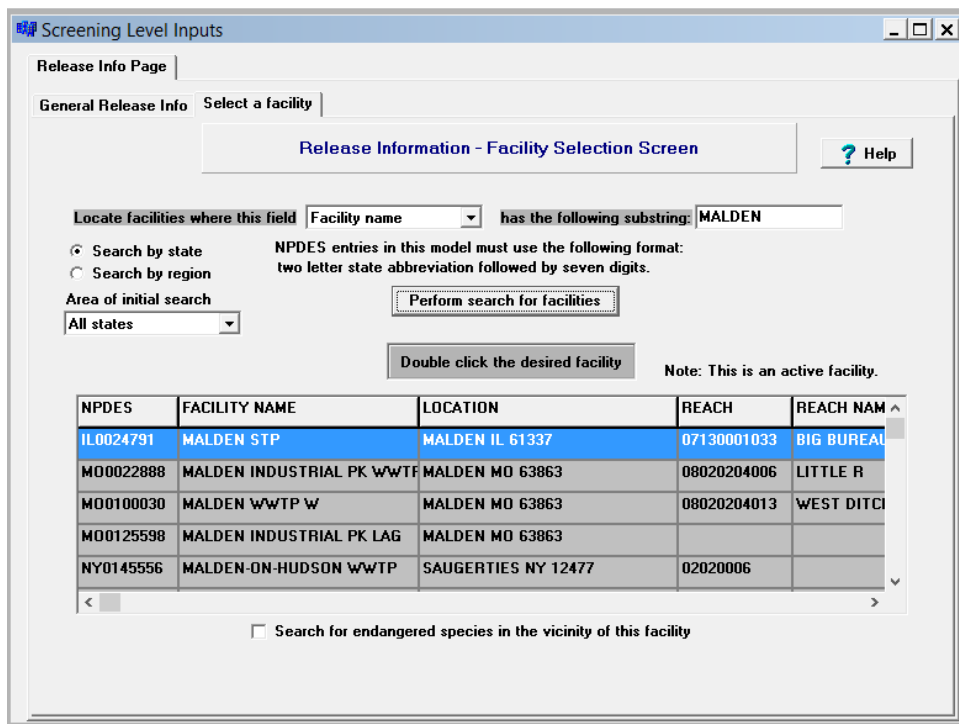 Screening Level Inputs
Release Info Page
General Release Info Select a facility
Release Information - Facility Selection Screen
? Help
Locate facilities where this field Facility name has the following substring: MALDEN
Search by state
Search by region
NPDES entries in this model must use the following format:
two letter state abbreviation followed by seven digits.
Area of initial search
All states
Perform search for facilities
Double click the desired facility
Note: This is an active facility.
NPDES FACILITY NAME LOCATION REACH REACH NAM
IL0024791 MALDEN STP MALDEN IL 61337 07130001033 BIG BUREAU
MO0022888 MALDEN INDUSTRIAL PK WWTP MALDEN MO 63863 08020204006 LITTLE R
MO0100030 MALDEN WWTP W MALDEN MO 63863 08020204013 WEST DITCH
MO0125598 MALDEN INDUSTRIAL PK LAG MALDEN MO 63863
NY0145556 MALDEN-ON-HUDSON WWTP SAUGERTIES NY 12477 02020006
Search for endangered species in the vicinity of this facility